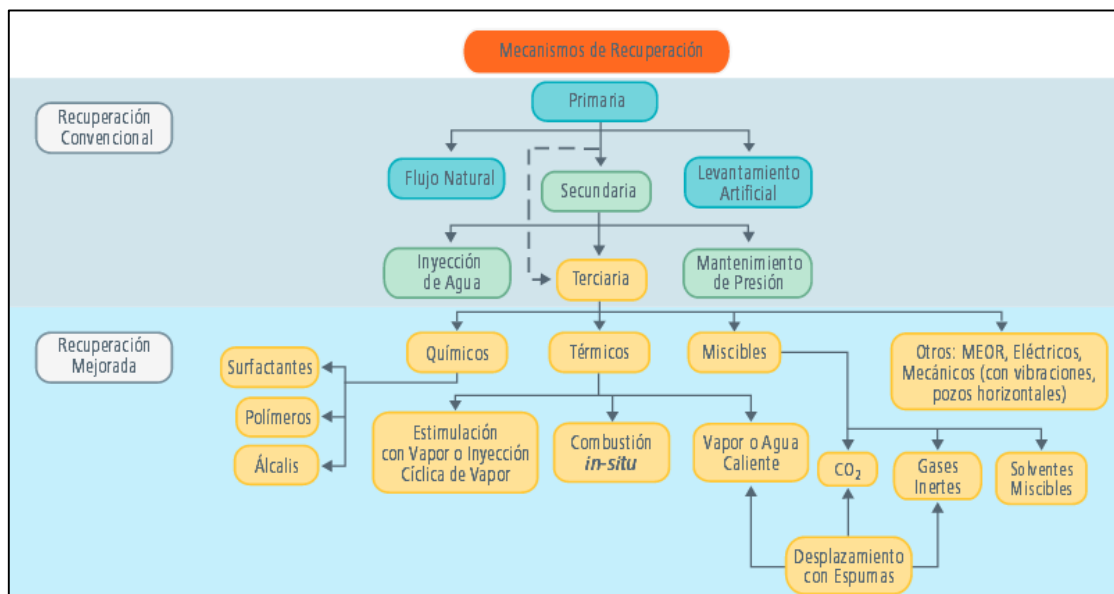 Mecanismos de Recuperación
Recuperación
Convencional
Primaria
Flujo Natural
Secundaria
Levantamiento
Artificial
Inyección
de Agua
Terciaria
Mantenimiento
de Presión
Recuperación
Mejorada
Químicos
Térmicos
Miscibles
Otros: MEOR, Eléctricos,
Mecánicos (con vibraciones,
pozos horizontales)
Surfactantes
Polímeros
Álcalis
Estimulación
con Vapor o Inyección
Cíclica de Vapor
Combustión
in-situ
Vapor o Agua
Caliente
CO₂
Gases
Inertes
Solventes
Miscibles
Desplazamiento
con Espumas